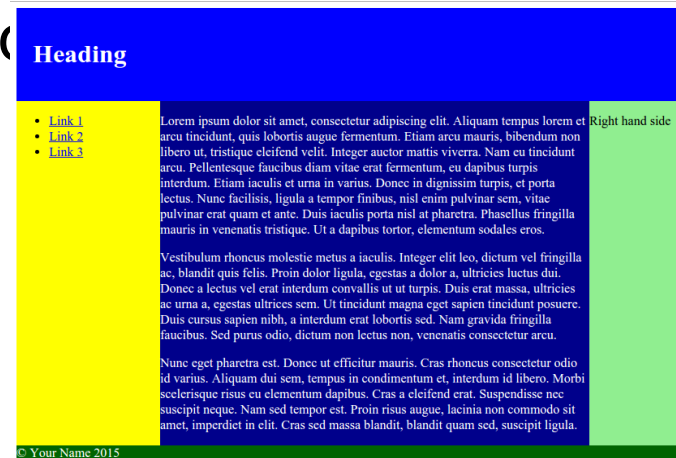 Heading
Link 1
Link 2
Link 3
Lorem ipsum dolor sit amet, consectetur adipiscing elit. Aliquam tempus lorem et
arcu tincidunt, quis lobortis augue fermentum. Etiam arcu mauris, bibendum non
libero ut, tristique eleifend velit. Integer auctor mattis viverra. Nam eu tincidunt
arcu. Pellentesque faucibus diam vitae erat fermentum, eu dapibus turpis
interdum. Etiam iaculis et urna in varius. Donec in dignissim turpis, et porta
lectus. Nunc facilisis, ligula a tempor finibus, nisl enim pulvinar sem, vitae
pulvinar erat quam et ante. Duis iaculis porta nisl at pharetra. Phasellus fringilla
mauris in venenatis tristique. Ut a dapibus tortor, elementum sodales eros.
Vestibulum rhoncus molestie metus a iaculis. Integer elit leo, dictum vel fringilla
ac, blandit quis felis. Proin dolor ligula, egestas a dolor a, ultricies luctus dui.
Donec a lectus vel erat interdum convallis ut ut turpis. Duis erat massa, ultricies
ac urna a, egestas ultrices sem. Ut tincidunt magna eget sapien tincidunt posuere.
Duis cursus sapien nibh, a interdum erat lobortis sed. Nam gravida fringilla
faucibus. Sed purus odio, dictum non lectus non, venenatis consectetur arcu.
Nunc eget pharetra est. Donec ut efficitur mauris. Cras rhoncus consectetur odio
id varius. Aliquam dui sem, tempus in condimentum et, interdum id libero. Morbi
scelerisque risus eu elementum dapibus. Cras a eleifend erat. Suspendisse nec
suscipit neque. Nam sed tempor est. Proin risus augue, lacinia non commodo sit
amet, imperdiet in elit. Cras sed massa blandit, blandit quam sed, suscipit ligula.
Right hand side
© Your Name 2015